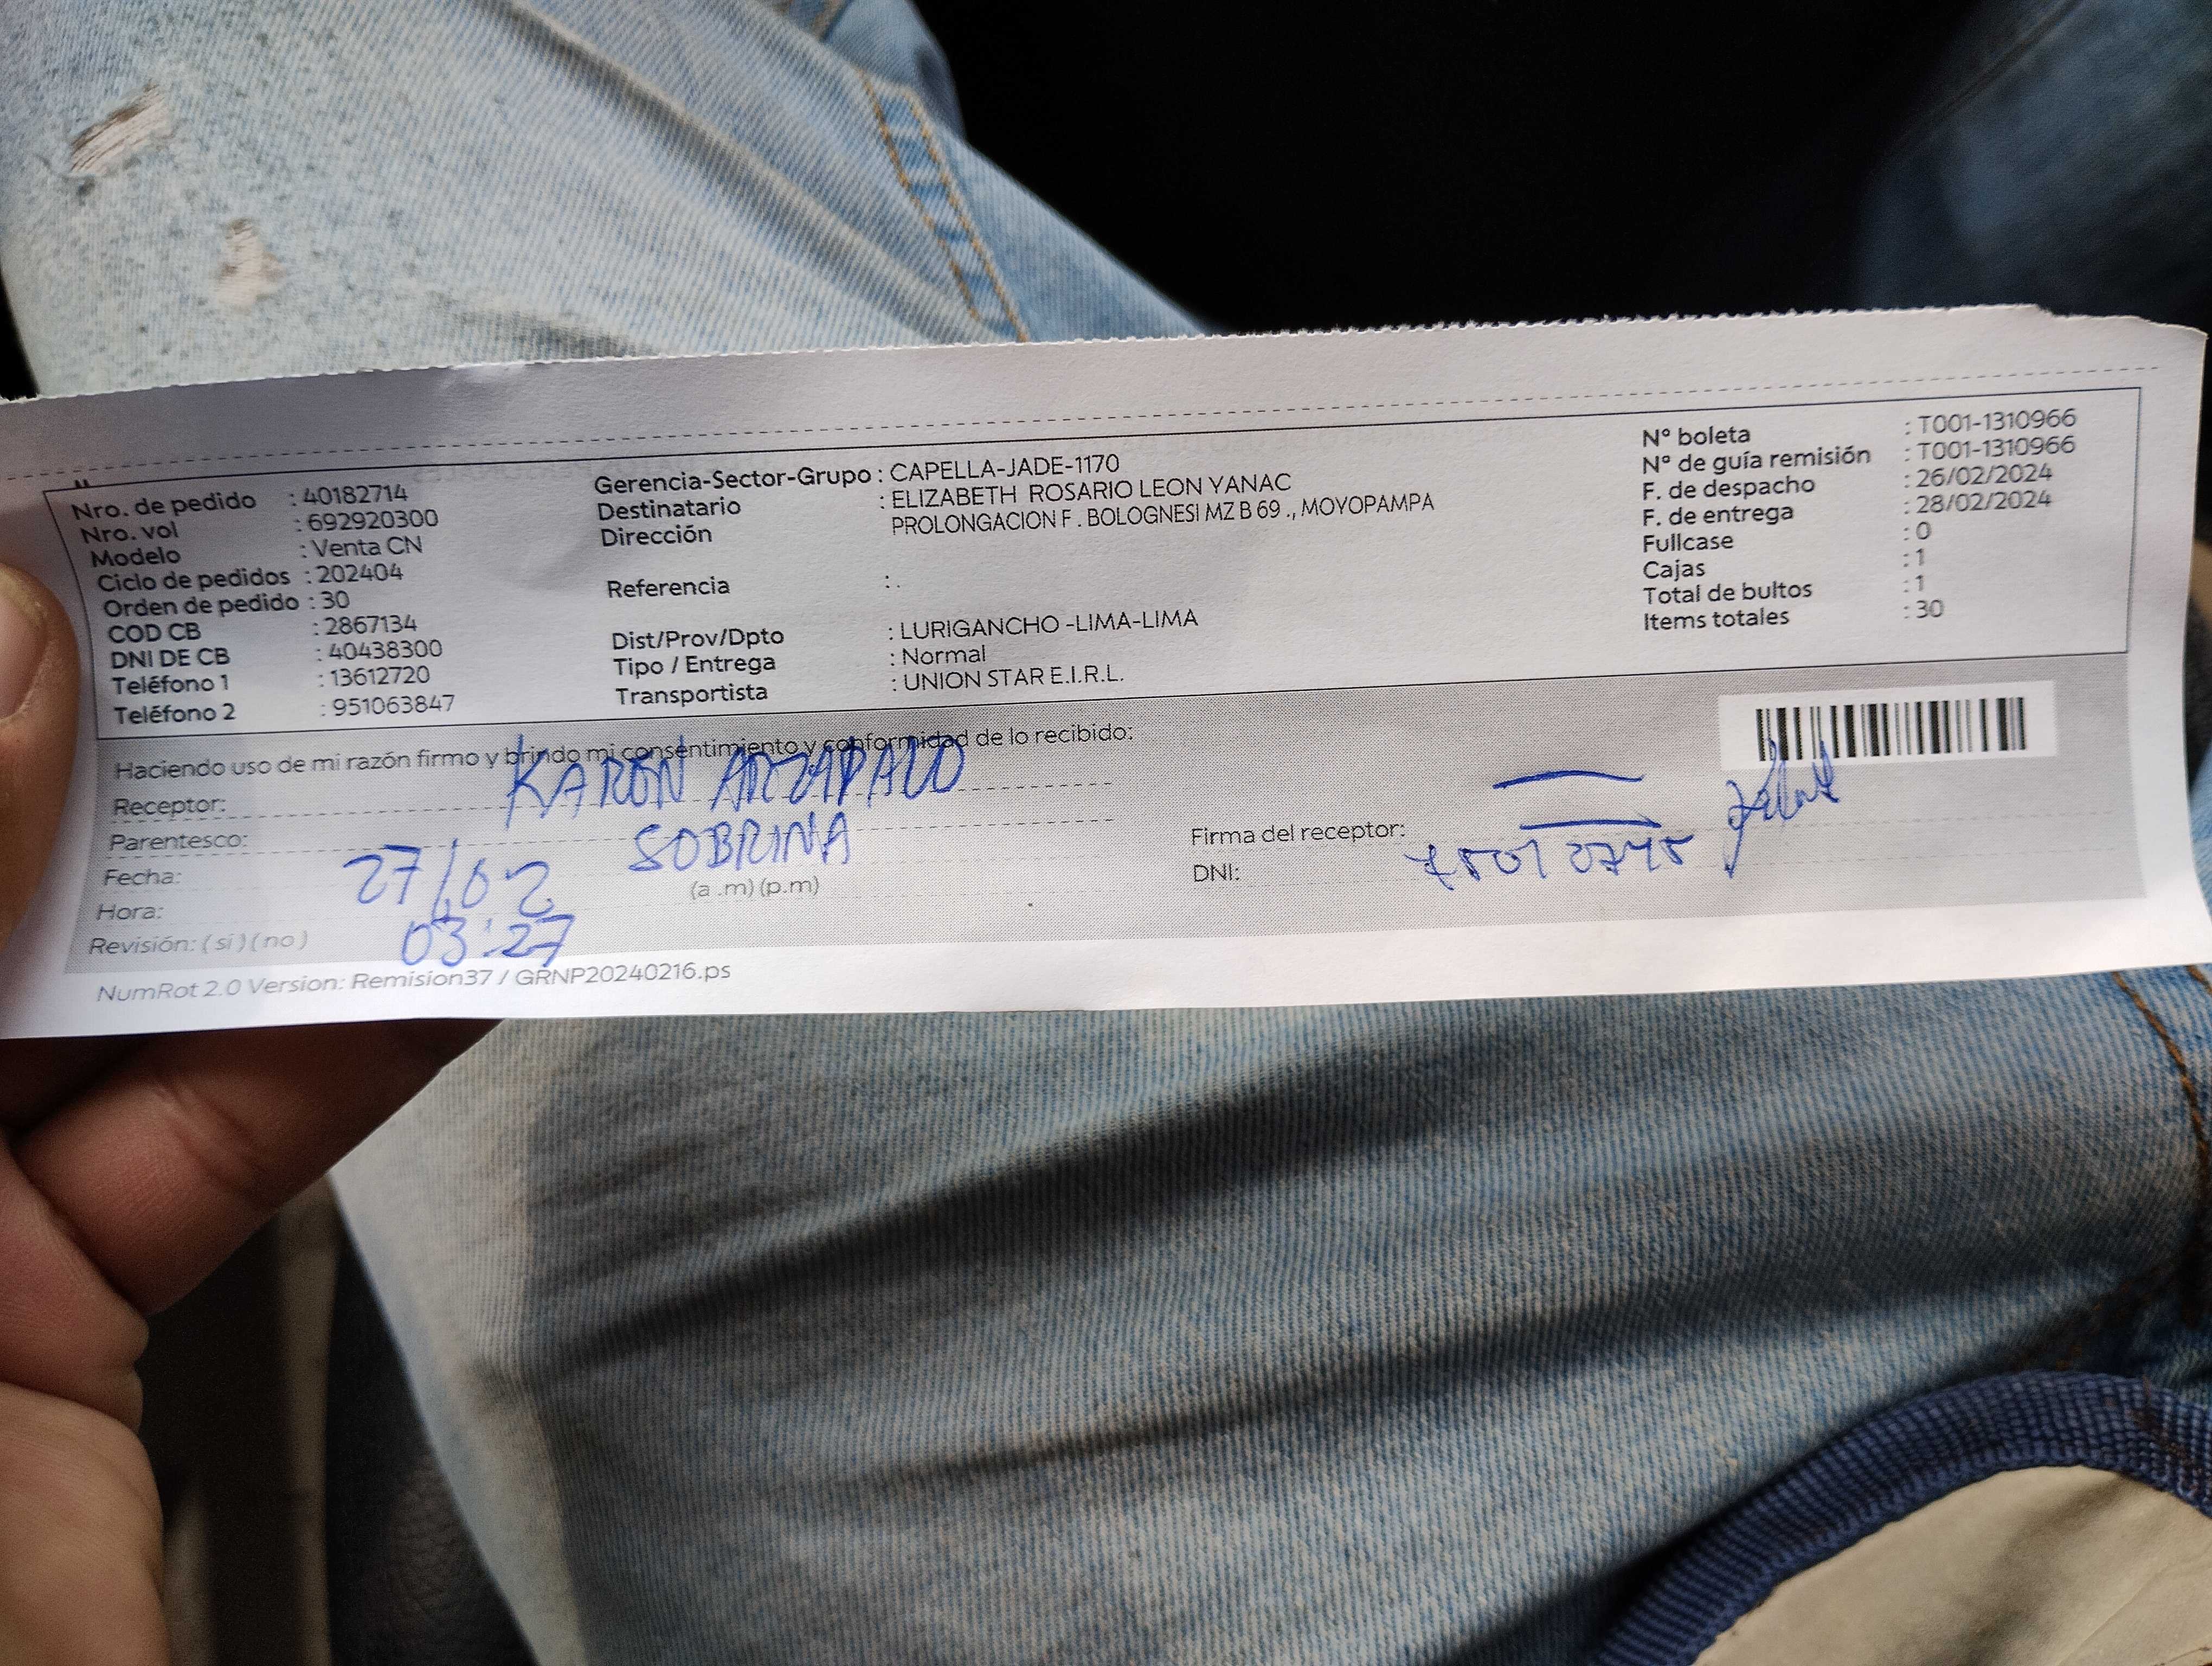 Nro. de pedido : 40182714
Nro. vol : 692920300
Modelo : Venta CN
Ciclo de pedidos : 202404
Orden de pedido : 30
COD CB : 2867134
DNI DE CB : 40438300
Teléfono 1 : 13612720
Teléfono 2 : 951063847
Gerencia-Sector-Grupo : CAPELLA-JADE-1170
Destinatario : ELIZABETH ROSARIO LEON YANAC
Dirección PROLONGACION F . BOLOGNESI MZ B 69 ., MOYOPAMPA
Referencia : .
Dist/Prov/Dpto : LURIGANCHO -LIMA-LIMA
Tipo / Entrega : Normal
Transportista : UNION STAR E.I.R.L.
N° boleta : T001-1310966
N° de guía remisión : T001-1310966
F. de despacho : 26/02/2024
F. de entrega : 28/02/2024
Fullcase : 0
Cajas : 1
Total de bultos : 1
Items totales : 30
Haciendo uso de mi razón firmo y brindo mi consentimiento y conformidad de lo recibido:
Receptor: KAREN ARZAPALO
Parentesco: SOBRINA
Fecha: 27/02
Hora: 03:27 (a .m) (p.m)
Revisión: ( si ) ( no )
Firma del receptor:
DNI:
NumRot 2.0 Version: Remision37 / GRNP20240216.ps